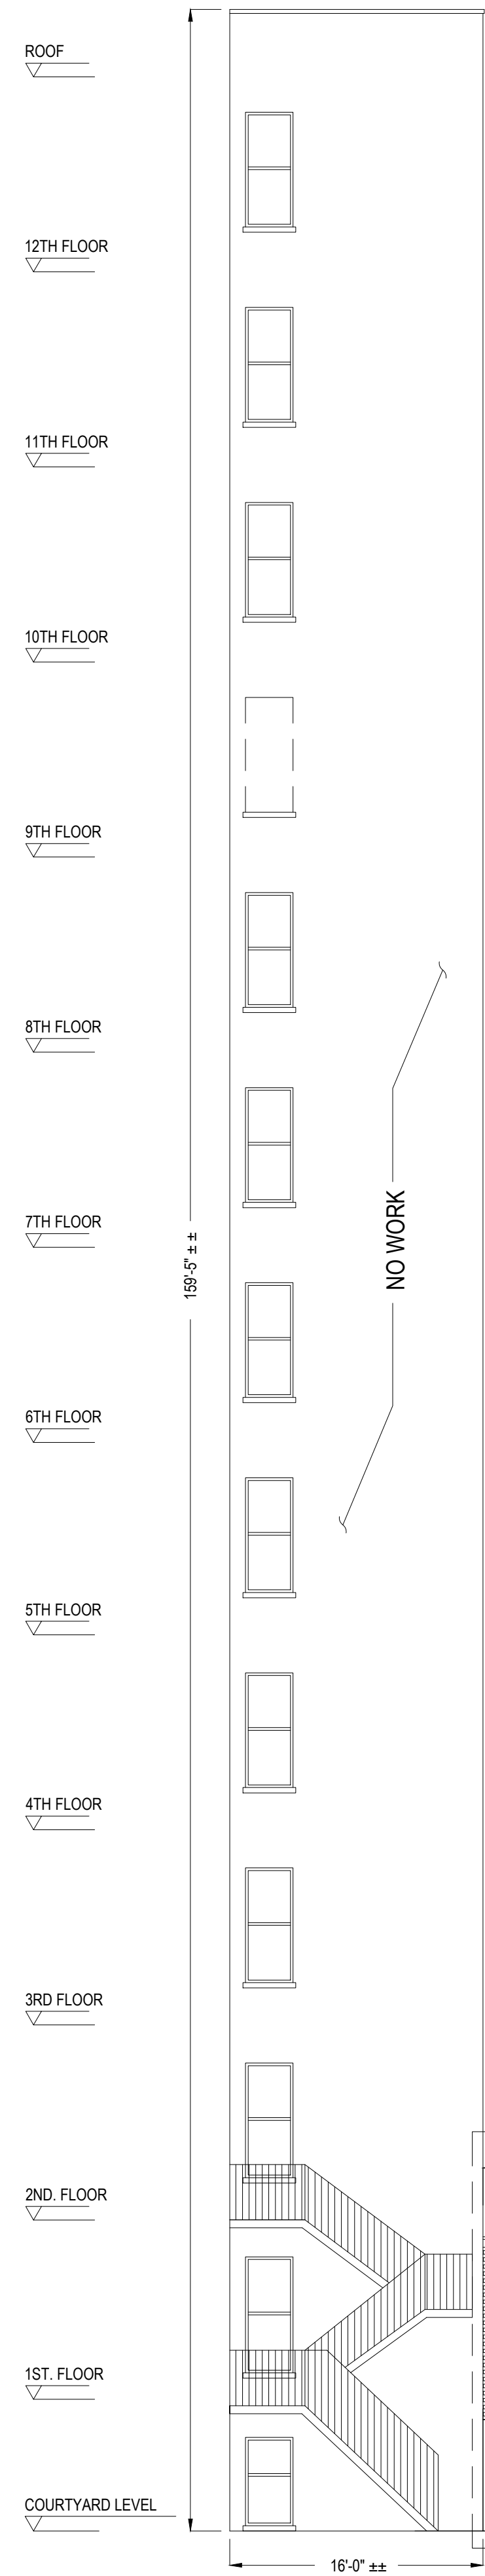 ROOF
12TH FLOOR
11TH FLOOR
10TH FLOOR
9TH FLOOR
8TH FLOOR
7TH FLOOR
159'-5" ± ±
NO WORK
6TH FLOOR
5TH FLOOR
4TH FLOOR
3RD FLOOR
2ND. FLOOR
1ST. FLOOR
COURTYARD LEVEL
16'-0" ±±